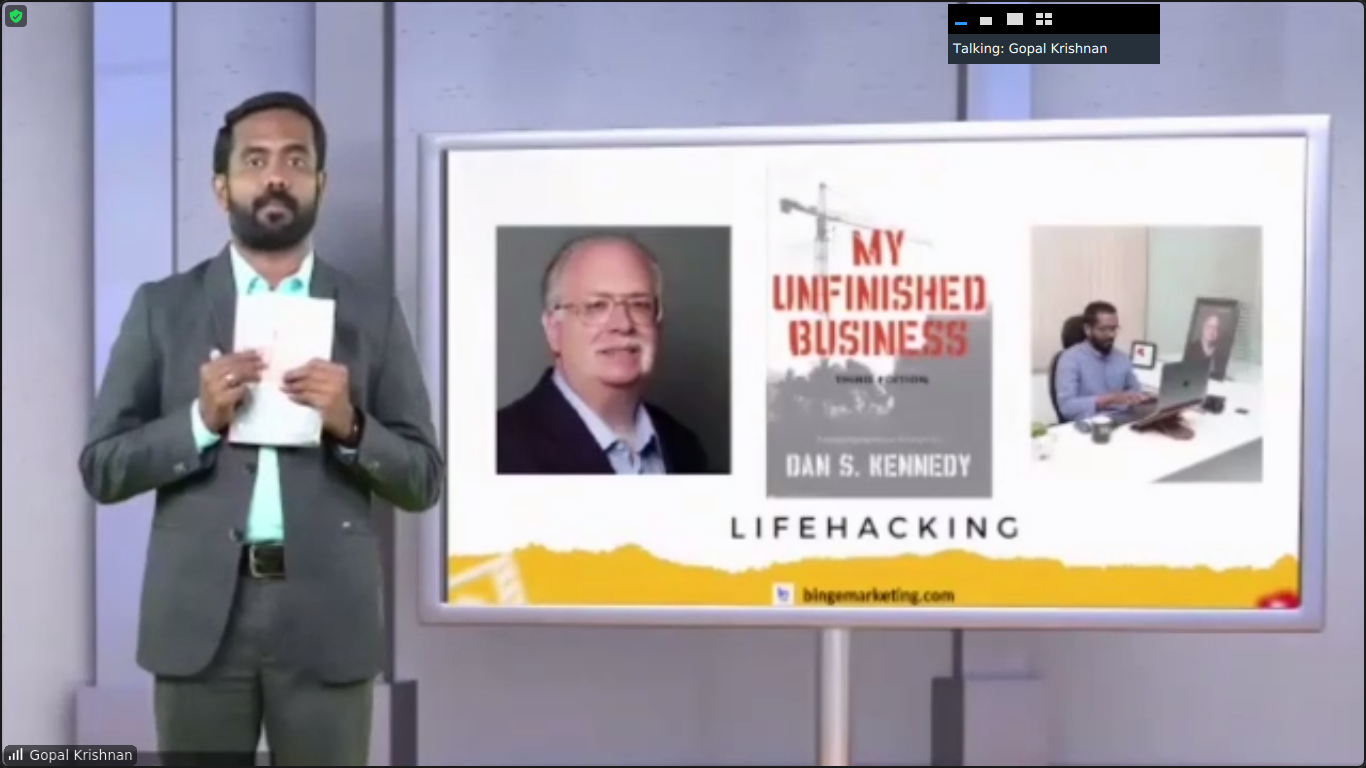 Talking: Gopal Krishnan
MY
UNFINISHED
BUSINESS
THIRD EDITION
DAN S. KENNEDY
LIFEHACKING
bingemarketing.com
Gopal Krishnan